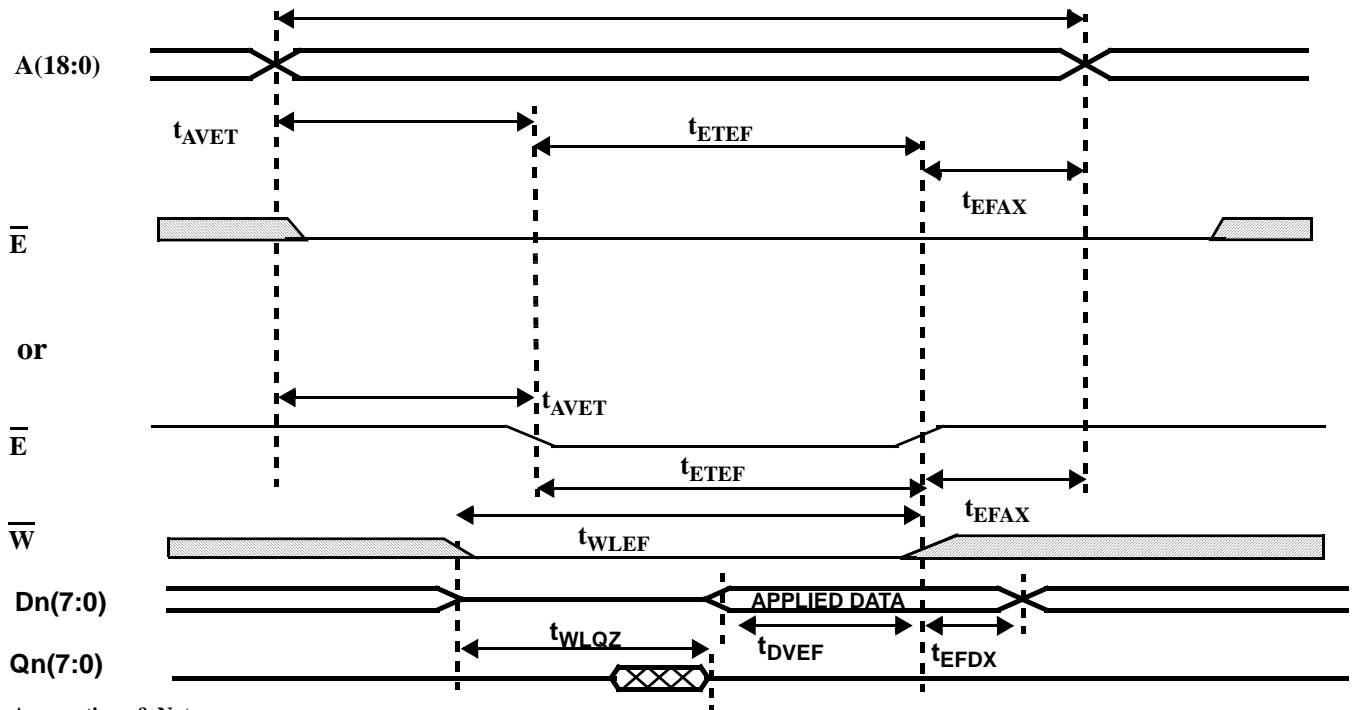 A(18:0)
tAVET
tETEF
tEFAX
E
or
tAVET
E
tETEF
tEFAX
W
tWLEF
Dn(7:0)
APPLIED DATA
tWLQZ
tDVEF
tEFDX
Qn(7:0)